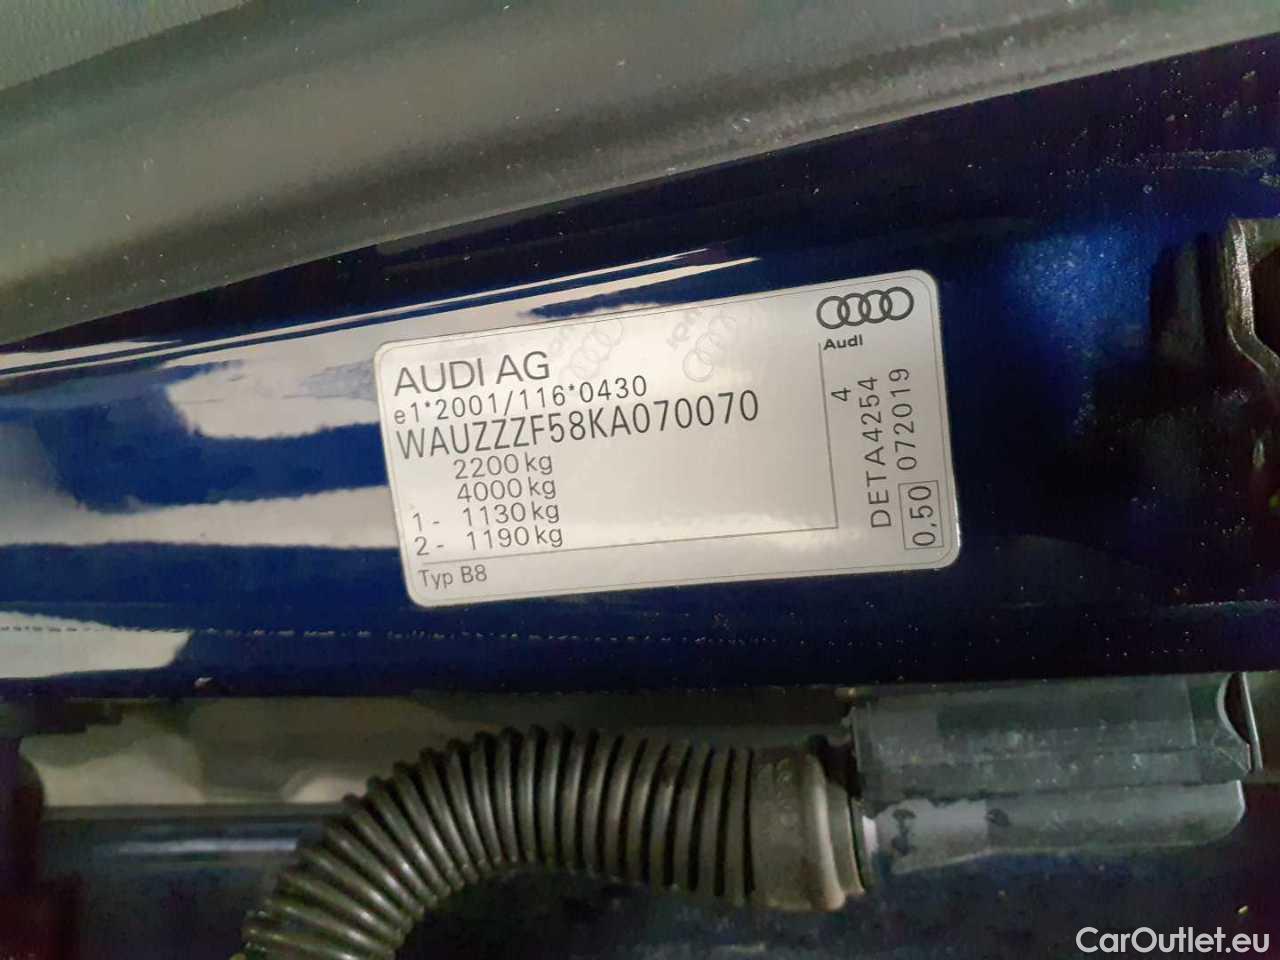 AUDI AG
e1*2001/116*0430
WAUZZZF58KA070070
2200 kg
4000 kg
1 - 1130 kg
2 - 1190 kg
Typ B8
Audi
4
DETA4254
0,50 072019
CarOutlet.eu